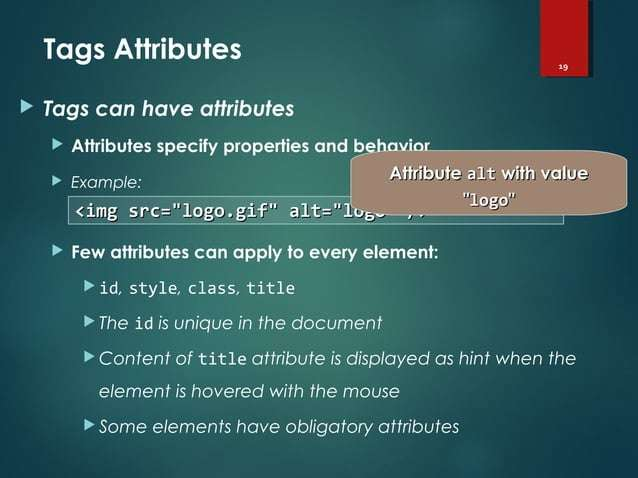 Tags Attributes
19
Tags can have attributes
Attributes specify properties and behavior
Example:
Attribute alt with value
"logo"
<img src="logo.gif" alt="logo" />
Few attributes can apply to every element:
id, style, class, title
The id is unique in the document
Content of title attribute is displayed as hint when the
element is hovered with the mouse
Some elements have obligatory attributes